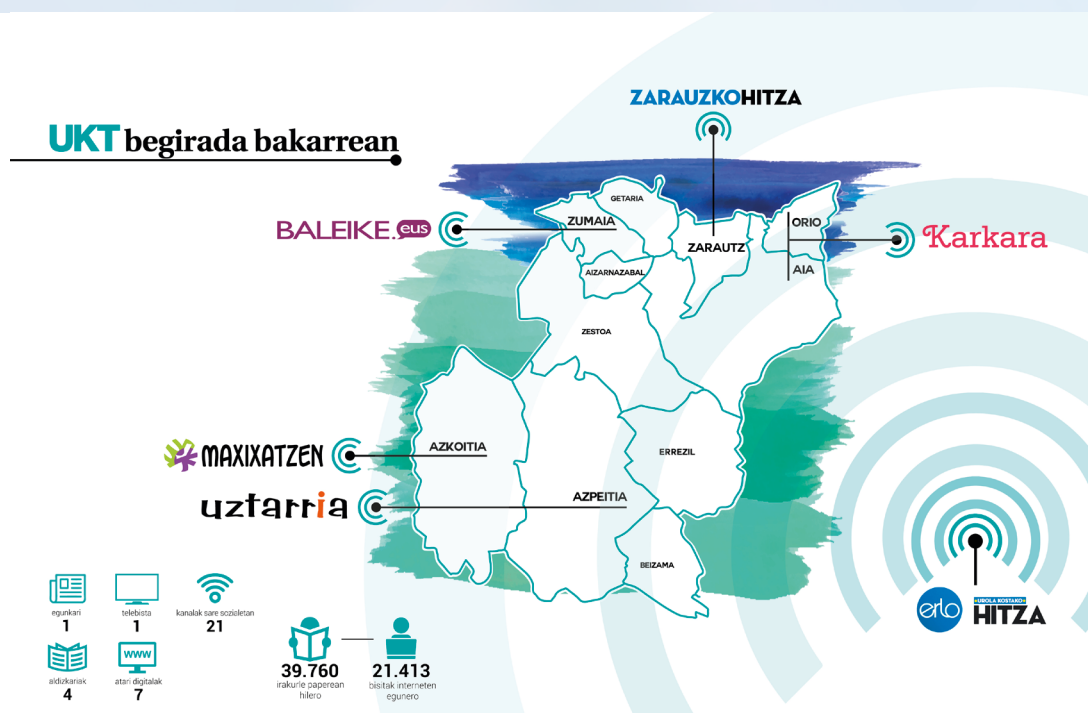 ZARAUZKOHITZA
UKT begirada bakarrean
GETARIA
ZUMAIA
ORIO
BALEIKE.eus
Karkara
ZARAUTZ
AIZARNAZABAL
AIA
ZESTOA
AZKOITIA
MAXIXATZEN
ERREZIL
AZPEITIA
uztarria
BEIZAMA
egunkari
1
telebista
1
kanalak sare sozieletan
21
erlo
UROLA KOSTAKO
HITZA
aldizkariak
4
www
atari digitalak
7
39.760
irakurle paperean
hilero
21.413
bisitak interneten
egunero